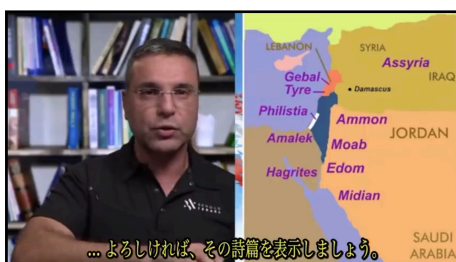 LEBANON
SYRIA
Assyria
Gebal
IRAQ
Tyre
Damascus
Philistia
Ammon
JORDAN
Amalek
Moab
Hagrites
Edom
Midian
SAUDI
ARABIA
... よろしければ、その詩篇を表示しましょう。